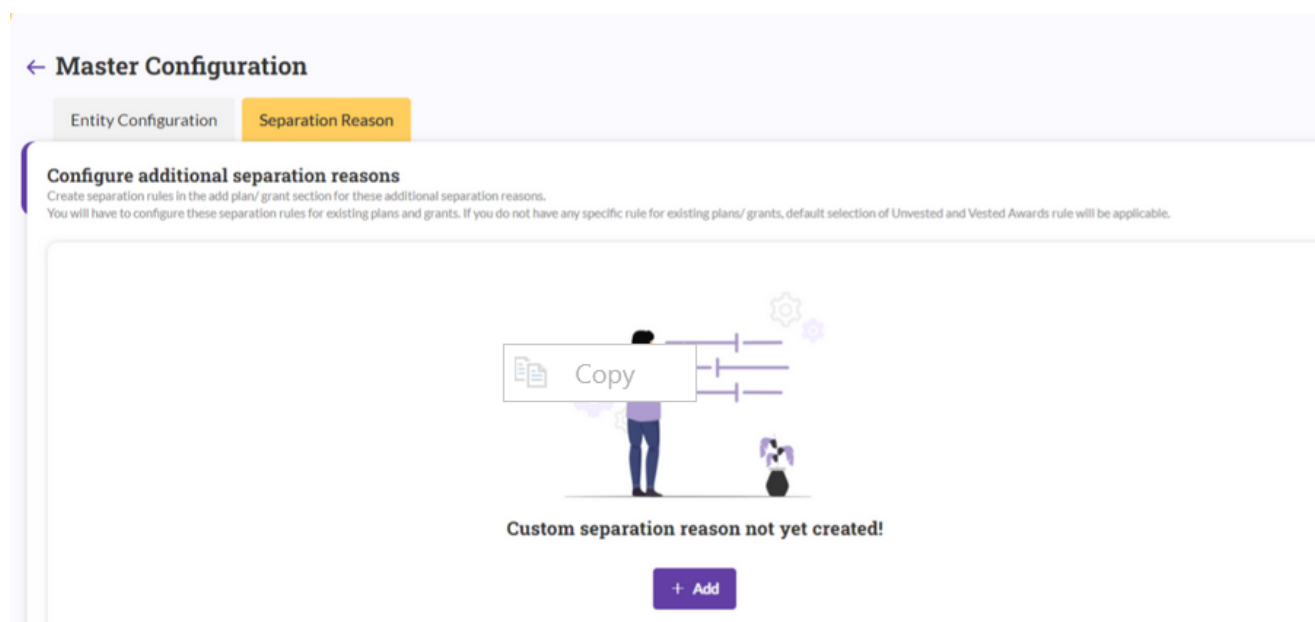 ← Master Configuration
Entity Configuration Separation Reason
Configure additional separation reasons
Create separation rules in the add plan/ grant section for these additional separation reasons.
You will have to configure these separation rules for existing plans and grants. If you do not have any specific rule for existing plans/ grants, default selection of Unvested and Vested Awards rule will be applicable.
Copy
Custom separation reason not yet created!
+ Add